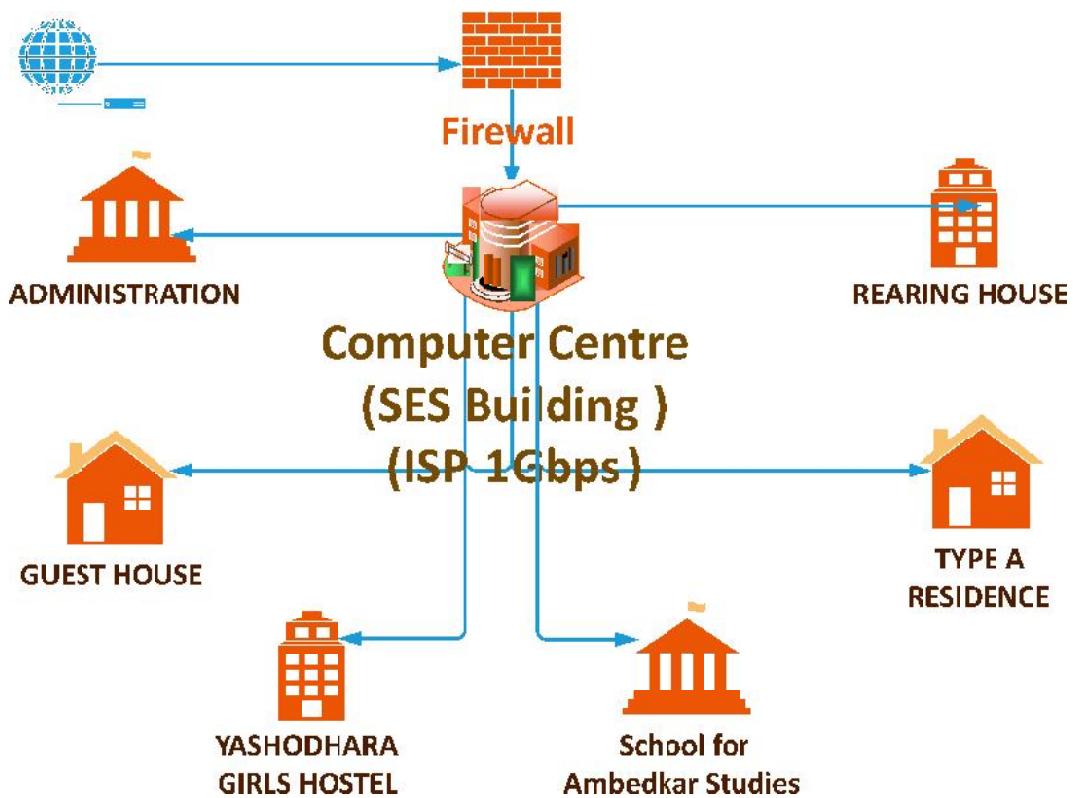 Firewall
ADMINISTRATION
REARING HOUSE
Computer Centre
(SES Building )
(ISP 1Gbps )
GUEST HOUSE
TYPE A
RESIDENCE
YASHODHARA
GIRLS HOSTEL
School for
Ambedkar Studies